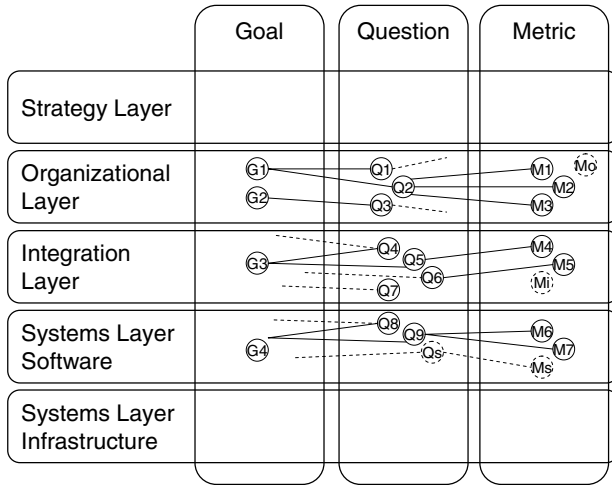 Goal Question Metric
Strategy Layer
Organizational
Layer
G1 Q1 M1 Mo
Q2 M2
G2 Q3 M3
Integration
Layer
Q4 M4
G3 Q5 M5
Q6 Mi
Q7
Systems Layer
Software
Q8 M6
Q9 M7
G4 Qs Ms
Systems Layer
Infrastructure